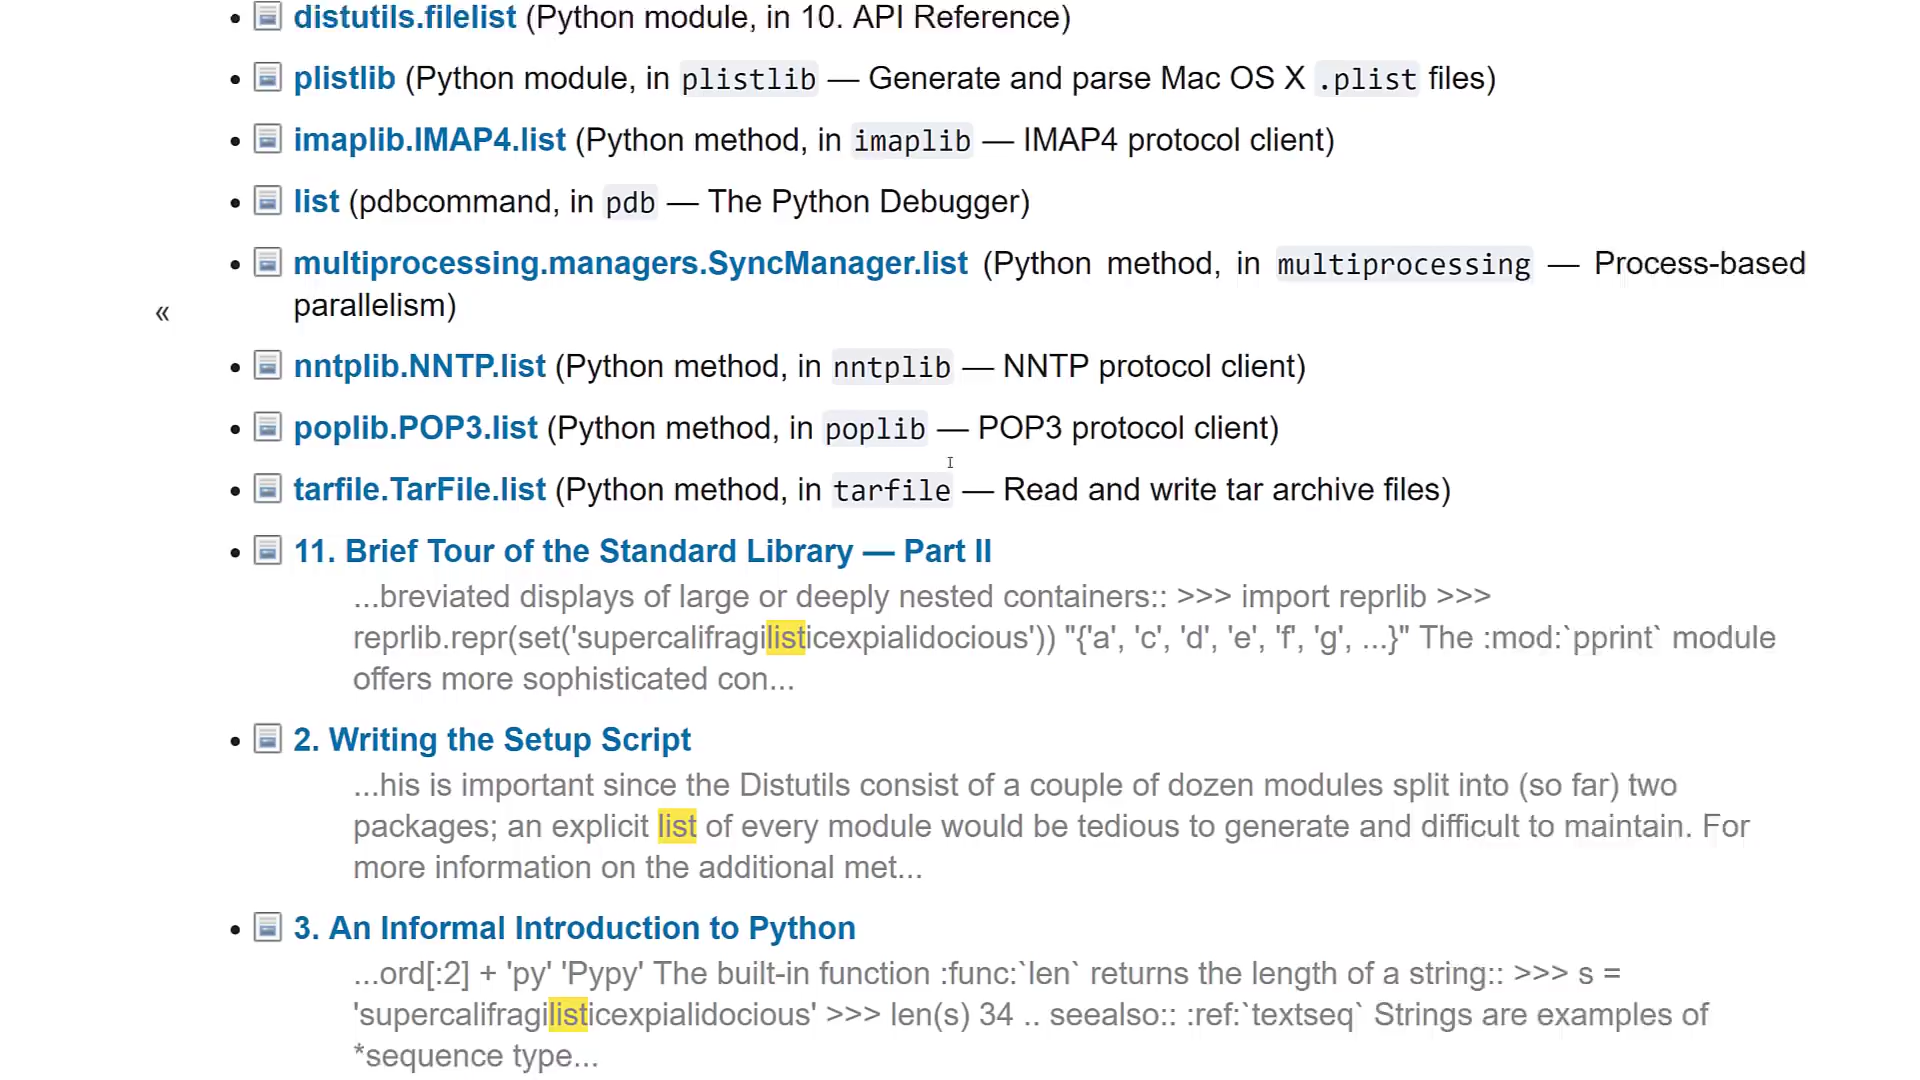 distutils.filelist (Python module, in 10. API Reference)
plistlib (Python module, in plistlib — Generate and parse Mac OS X .plist files)
imaplib.IMAP4.list (Python method, in imaplib — IMAP4 protocol client)
list (pdbcommand, in pdb — The Python Debugger)
multiprocessing.managers.SyncManager.list (Python method, in multiprocessing — Process-based
parallelism)
«
nntplib.NNTP.list (Python method, in nntplib — NNTP protocol client)
poplib.POP3.list (Python method, in poplib — POP3 protocol client)
tarfile.TarFile.list (Python method, in tarfile — Read and write tar archive files)
11. Brief Tour of the Standard Library — Part II
...breviated displays of large or deeply nested containers:: >>> import reprlib >>>
reprlib.repr(set('supercalifragilisticexpialidocious')) "{'a', 'c', 'd', 'e', 'f', 'g', ...}" The :mod:`pprint` module
offers more sophisticated con...
2. Writing the Setup Script
...his is important since the Distutils consist of a couple of dozen modules split into (so far) two
packages; an explicit list of every module would be tedious to generate and difficult to maintain. For
more information on the additional met...
3. An Informal Introduction to Python
...ord[:2] + 'py' 'Pypy' The built-in function :func:`len` returns the length of a string:: >>> s =
'supercalifragilisticexpialidocious' >>> len(s) 34 .. seealso:: :ref:`textseq` Strings are examples of
*sequence type...